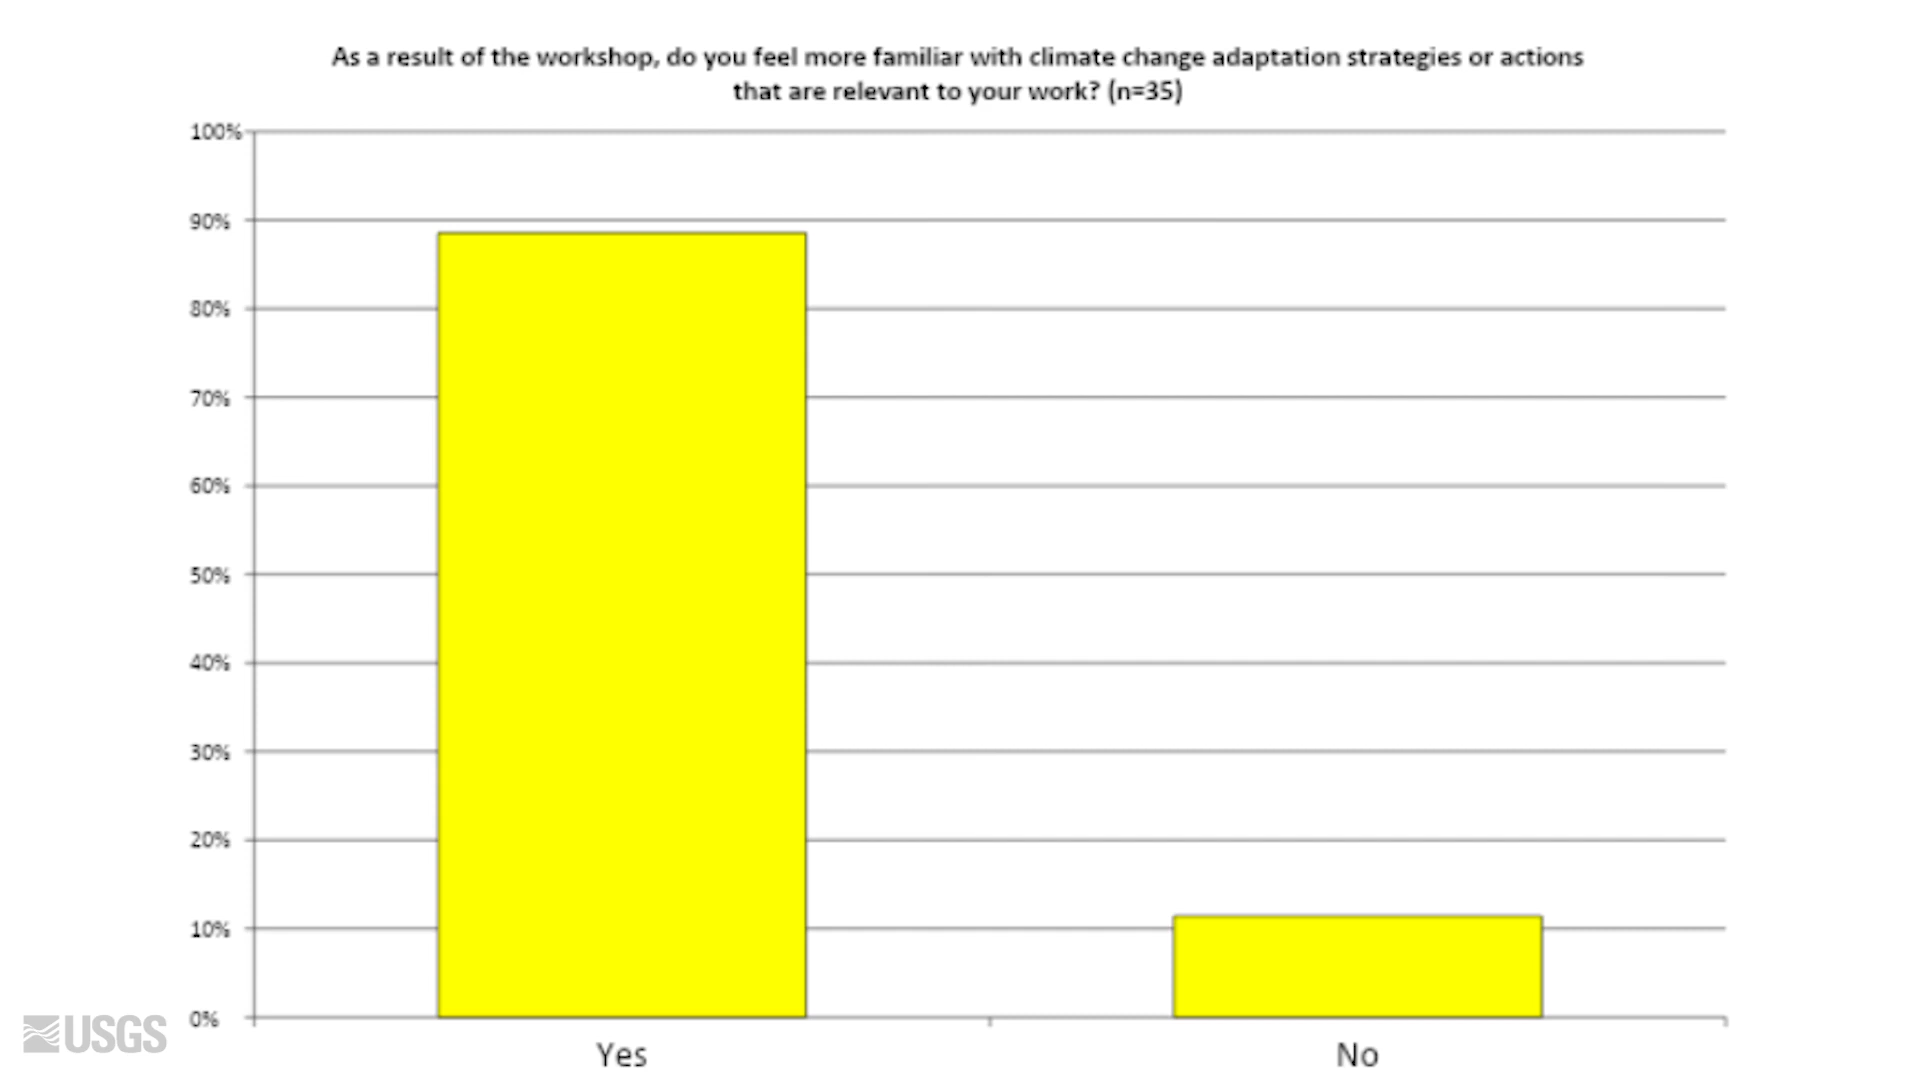 As a result of the workshop, do you feel more familiar with climate change adaptation strategies or actions
that are relevant to your work? (n=35)
100%
90%
80%
70%
60%
50%
40%
30%
20%
10%
0%
Yes
No
USGS